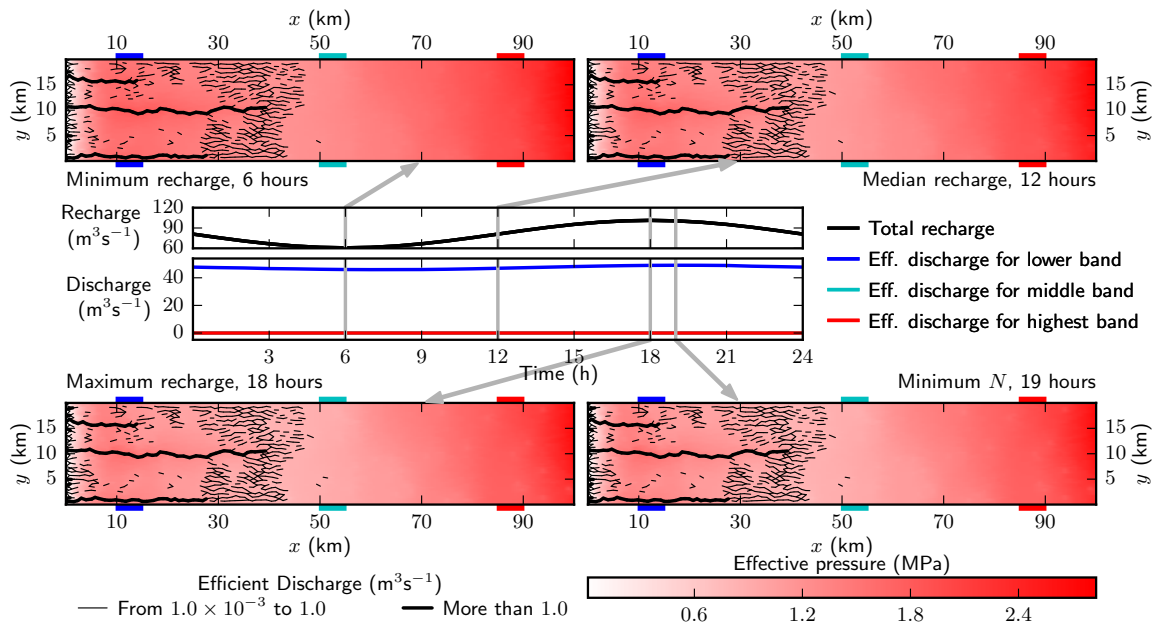 x (km)
x (km)
10 30 50 70 90
10 30 50 70 90
y (km)
15
10
5
15
10
5
y (km)
Minimum recharge, 6 hours
Median recharge, 12 hours
Recharge
(m³s⁻¹)
120
90
60
Discharge
(m³s⁻¹)
40
20
0
3 6 9 12 15 18 21 24
Time (h)
Total recharge
Eff. discharge for lower band
Eff. discharge for middle band
Eff. discharge for highest band
Maximum recharge, 18 hours
Minimum N, 19 hours
y (km)
15
10
5
15
10
5
y (km)
10 30 50 70 90
10 30 50 70 90
x (km)
x (km)
Efficient Discharge (m³s⁻¹)
From 1.0 × 10⁻³ to 1.0
More than 1.0
Effective pressure (MPa)
0.6 1.2 1.8 2.4